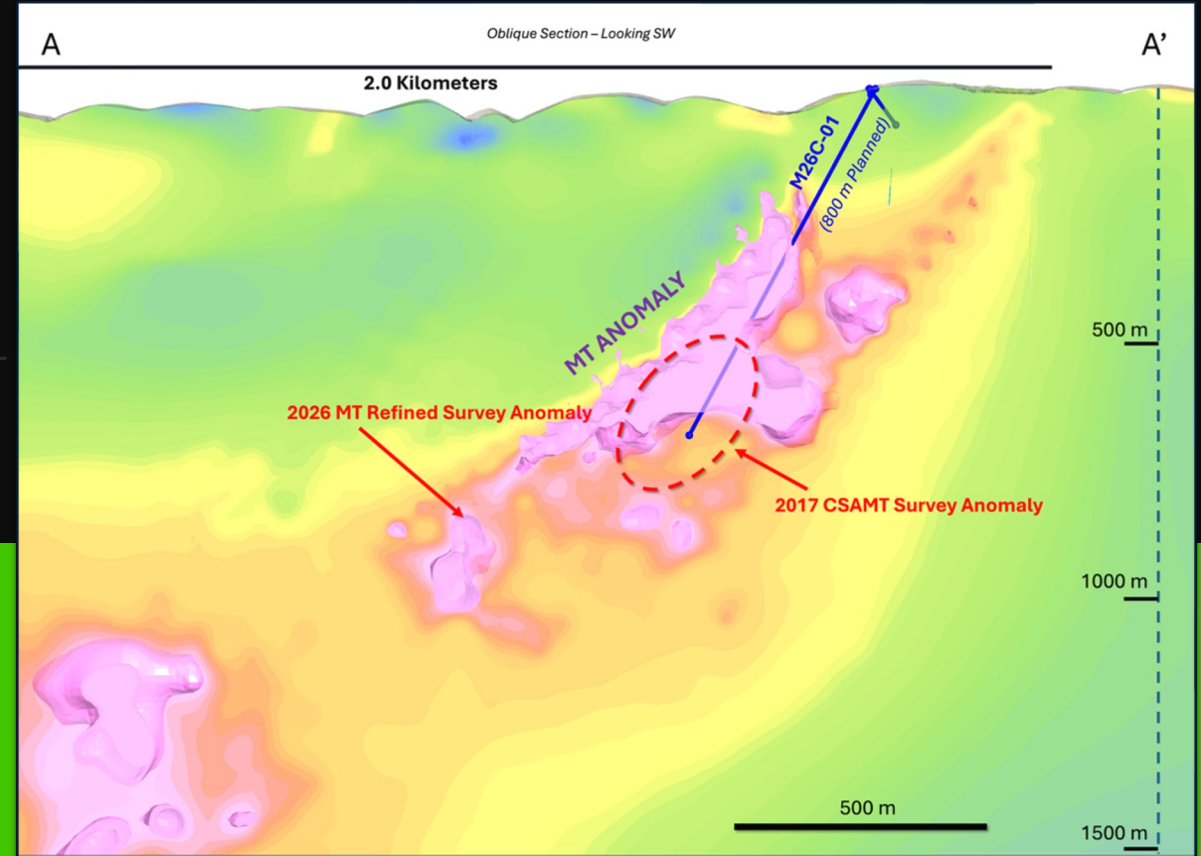 Oblique Section – Looking SW
A
A’
2.0 Kilometers
M26C-01
(800 m Planned)
MT ANOMALY
500 m
2026 MT Refined Survey Anomaly
2017 CSAMT Survey Anomaly
1000 m
500 m
1500 m